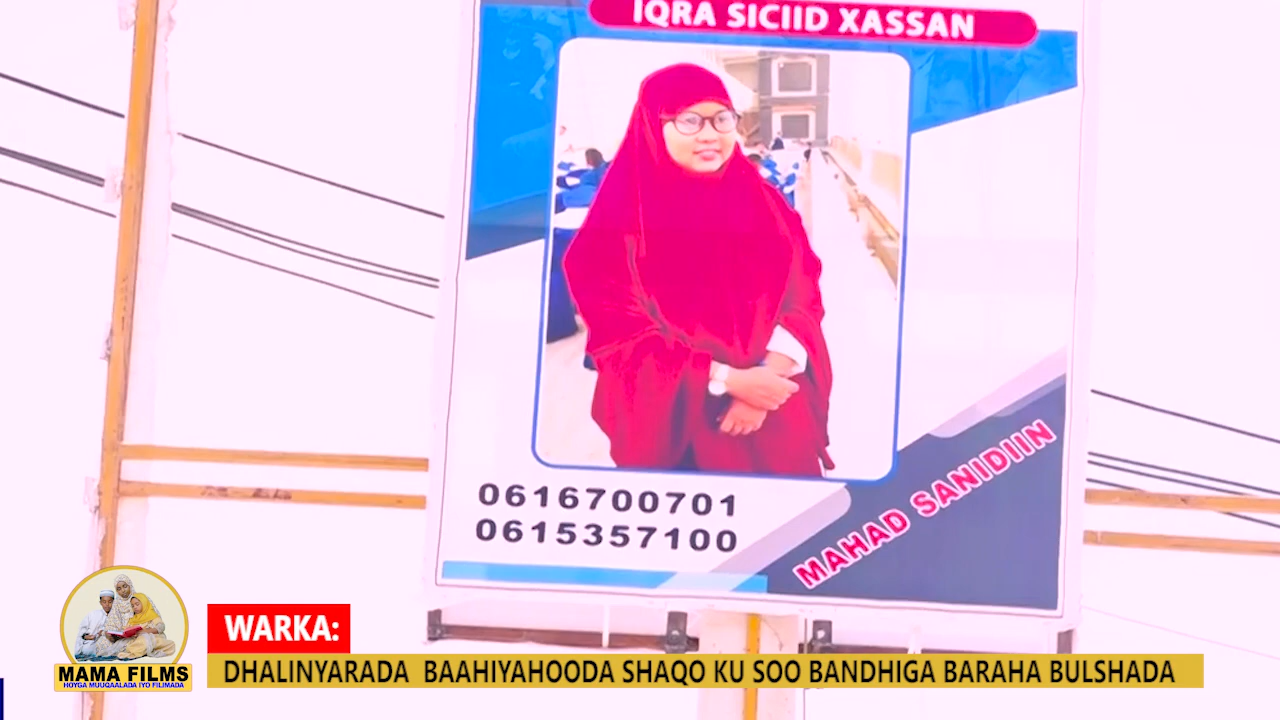 IQRA SICIID XASSAN
0616700701
0615357100
MAHAD SANIDIIN
WARKA:
DHALINYARADA BAAHIYAHOODA SHAQO KU SOO BANDHIGA BARAHA BULSHADA
MAMA FILMS
HOYGA MUUQAALADA IYO FILIMADA